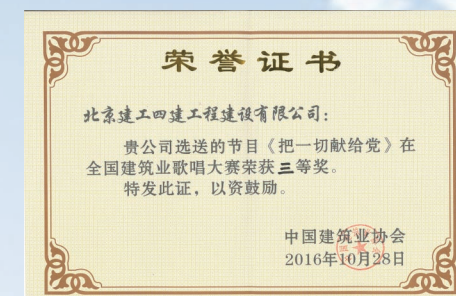 荣誉证书
北京建工四建工程建设有限公司：
贵公司选送的节目《把一切献给党》在
全国建筑业歌唱大赛荣获三等奖。
特发此证，以资鼓励。
中国建筑业协会
2016年10月28日